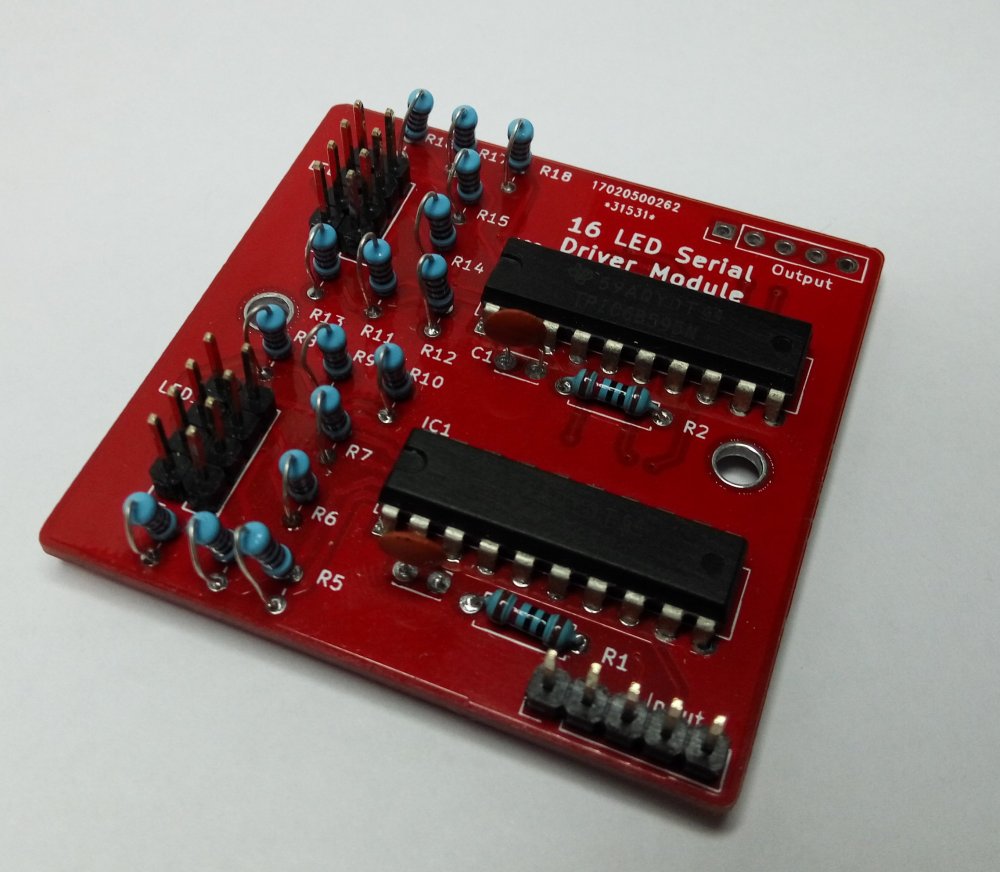 R17
R18
17020500262
*31531*
R15
16 LED Serial
Driver Module
Output
R14
R13
R11
R12
C1
R9
R10
LED
R2
IC1
R7
R6
R5
R1
Input